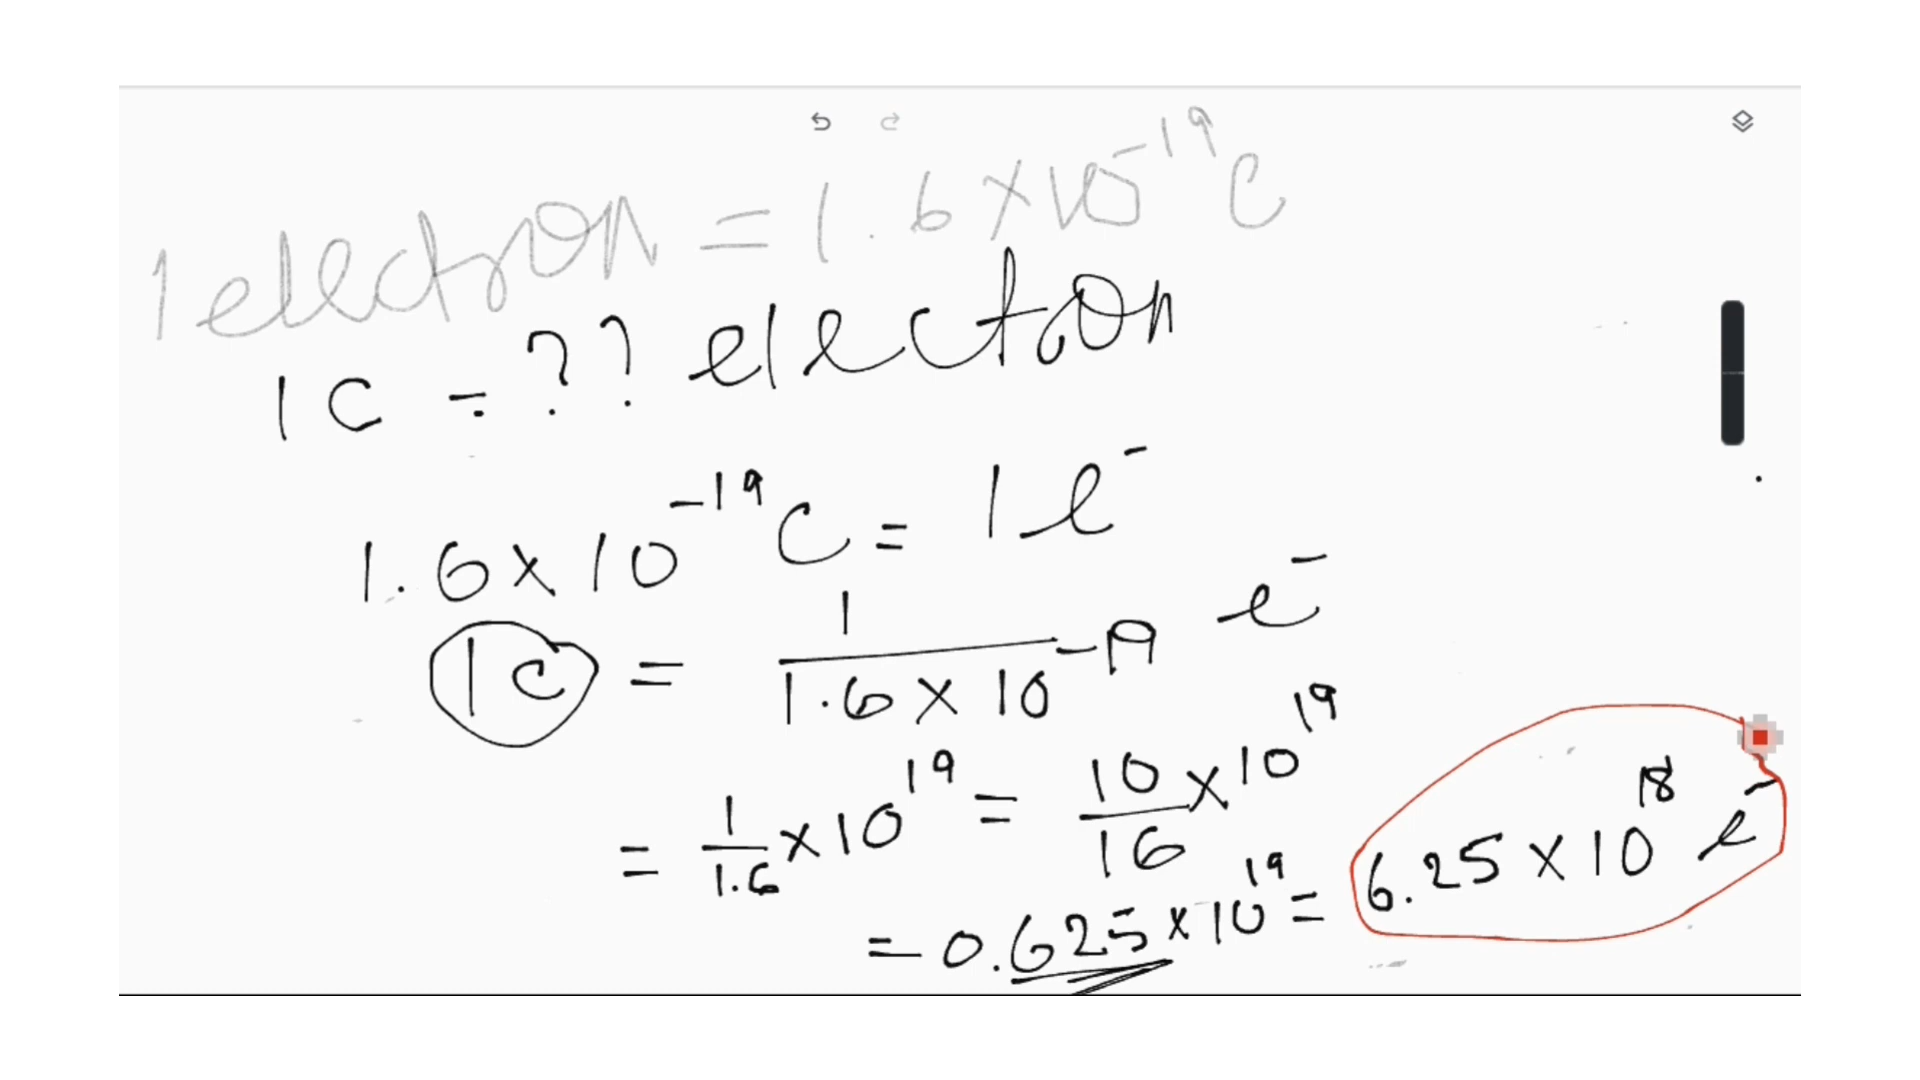 1 electron = 1.6 × 10⁻¹⁹ C
1 C = ?? electron
1.6 × 10⁻¹⁹ C = 1 e⁻
1 C = 1/(1.6 × 10⁻¹⁹) e⁻
= 1/1.6 × 10¹⁹ = 10/16 × 10¹⁹
= 0.625 × 10¹⁹ = 6.25 × 10¹⁸ e⁻